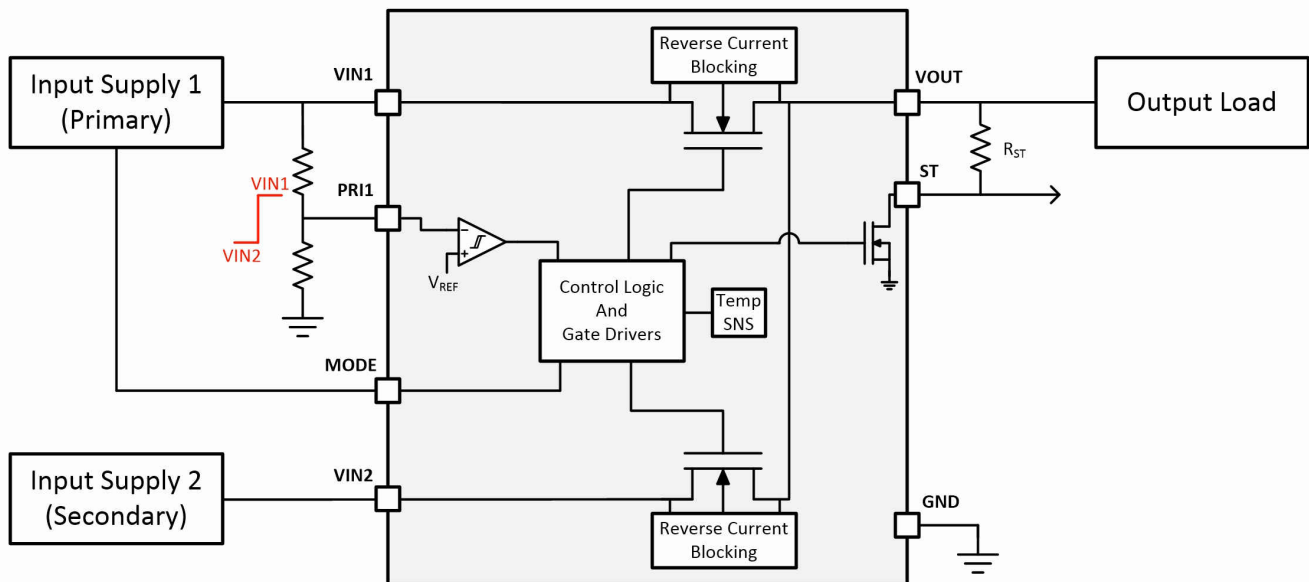 Reverse Current
Blocking
Input Supply 1
(Primary)
VIN1
VOUT
Output Load
R_ST
VIN1
PRI1
ST
VIN2
−
+
V_REF
Control Logic
And
Gate Drivers
Temp
SNS
MODE
Input Supply 2
(Secondary)
VIN2
GND
Reverse Current
Blocking